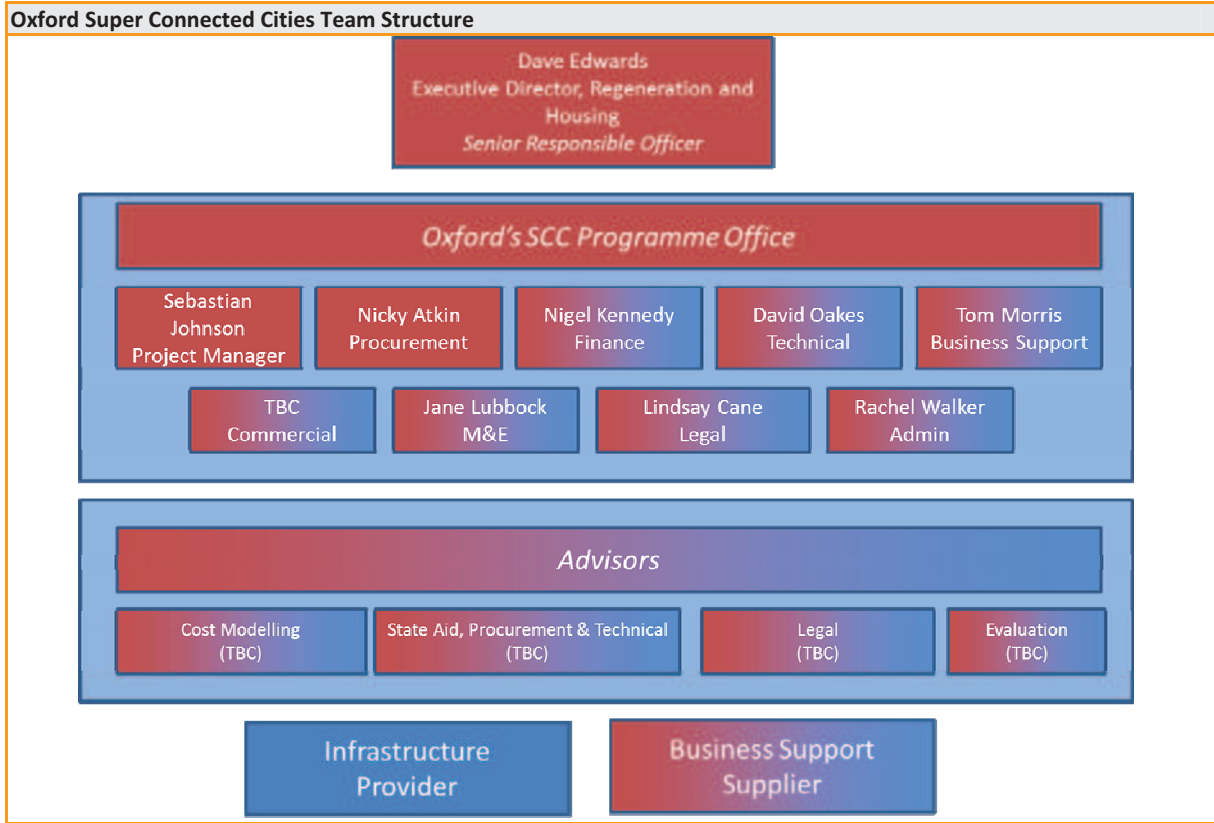 Oxford Super Connected Cities Team Structure
Dave Edwards
Executive Director, Regeneration and
Housing
Senior Responsible Officer
Oxford's SCC Programme Office
Sebastian
Johnson
Project Manager
Nicky Atkin
Procurement
Nigel Kennedy
Finance
David Oakes
Technical
Tom Morris
Business Support
TBC
Commercial
Jane Lubbock
M&E
Lindsay Cane
Legal
Rachel Walker
Admin
Advisors
Cost Modelling
(TBC)
State Aid, Procurement & Technical
(TBC)
Legal
(TBC)
Evaluation
(TBC)
Infrastructure
Provider
Business Support
Supplier